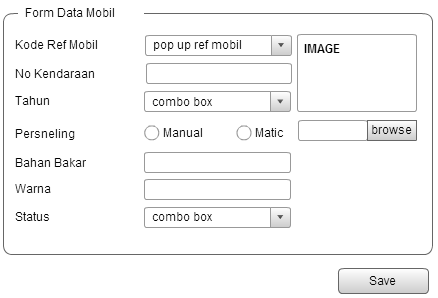 Form Data Mobil
Kode Ref Mobil pop up ref mobil IMAGE
No Kendaraan
Tahun combo box
Persneling Manual Matic browse
Bahan Bakar
Warna
Status combo box
Save